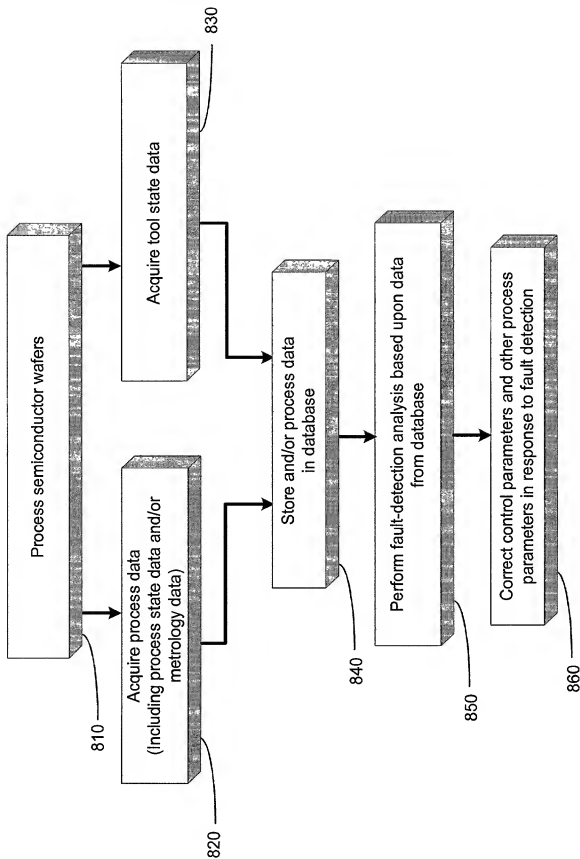 Process semiconductor wafers
810
Acquire process data
(Including process state data and/or
metrology data)
820
Acquire tool state data
830
Store and/or process data
in database
840
Perform fault-detection analysis based upon data
from database
850
Correct control parameters and other process
parameters in response to fault detection
860